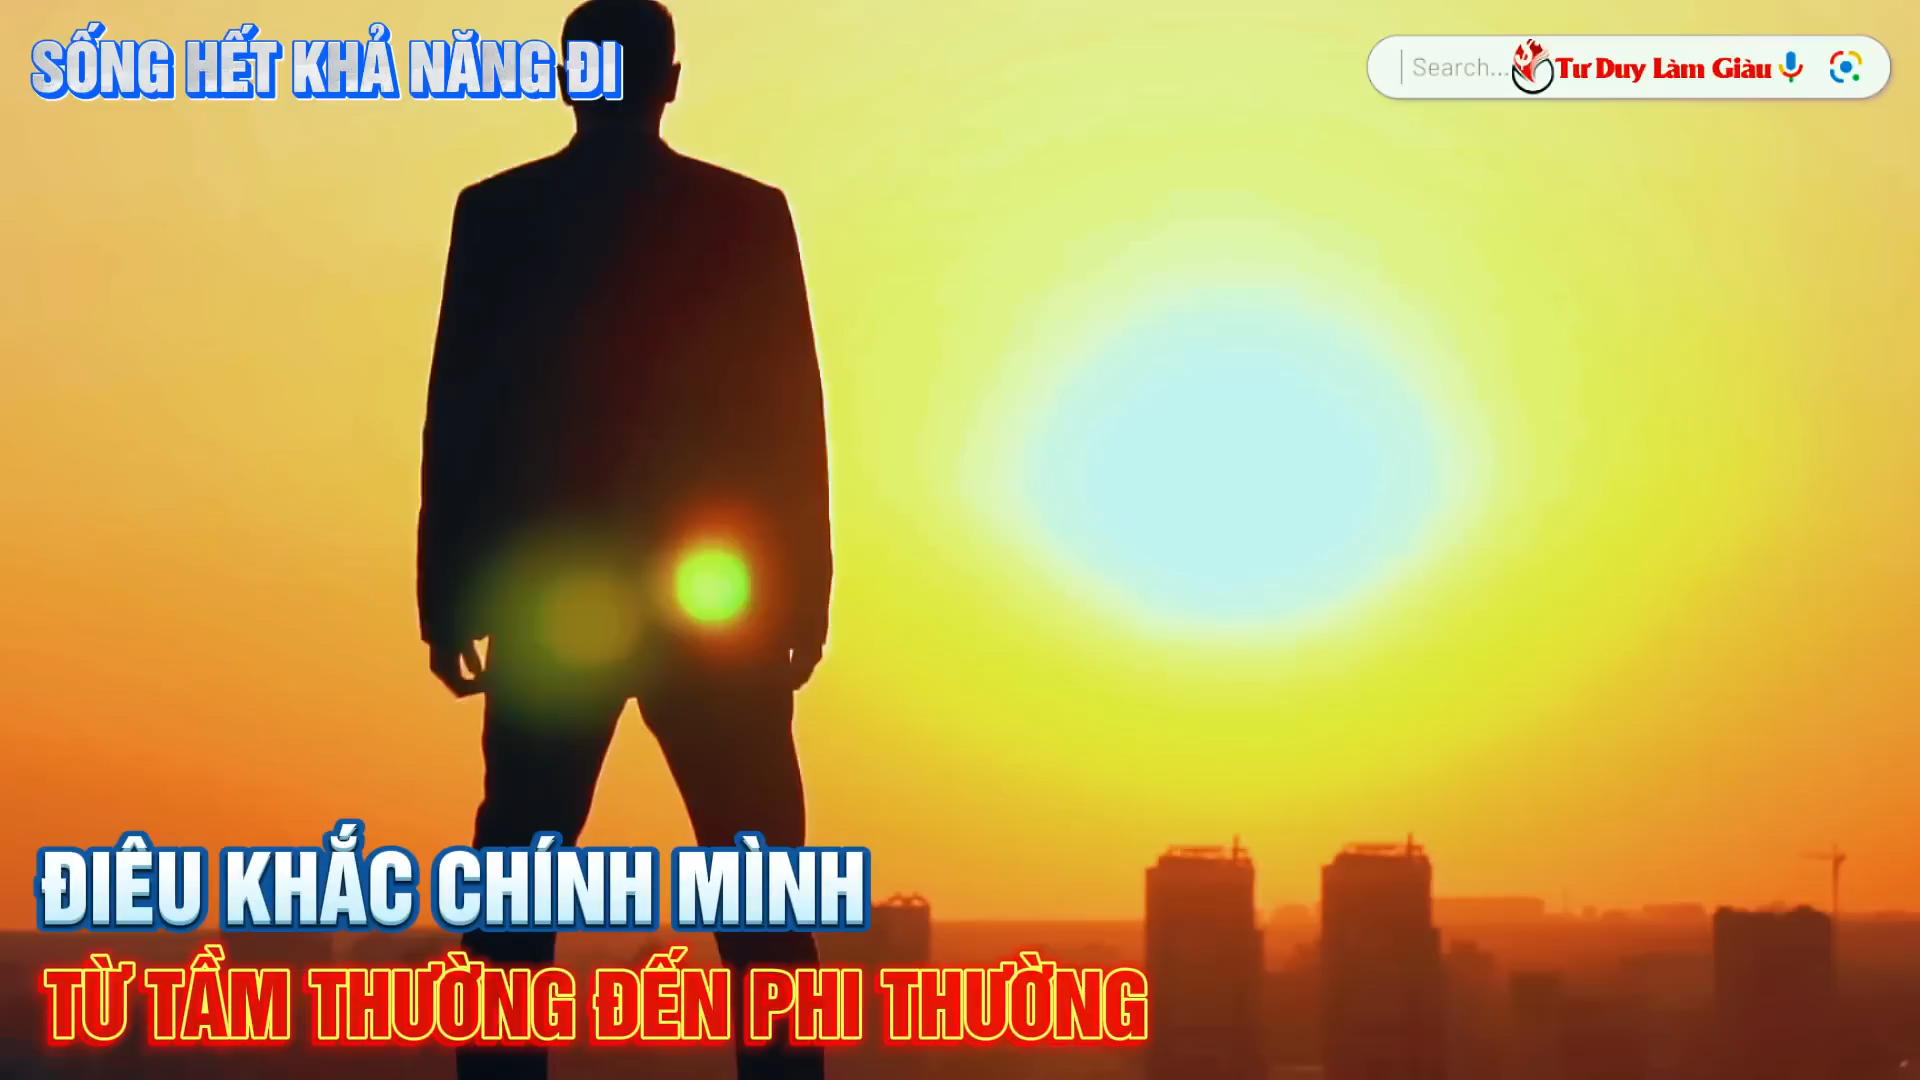 SỐNG HẾT KHẢ NĂNG ĐI
Search... Tư Duy Làm Giàu
ĐIÊU KHẮC CHÍNH MÌNH
TỪ TẦM THƯỜNG ĐẾN PHI THƯỜNG